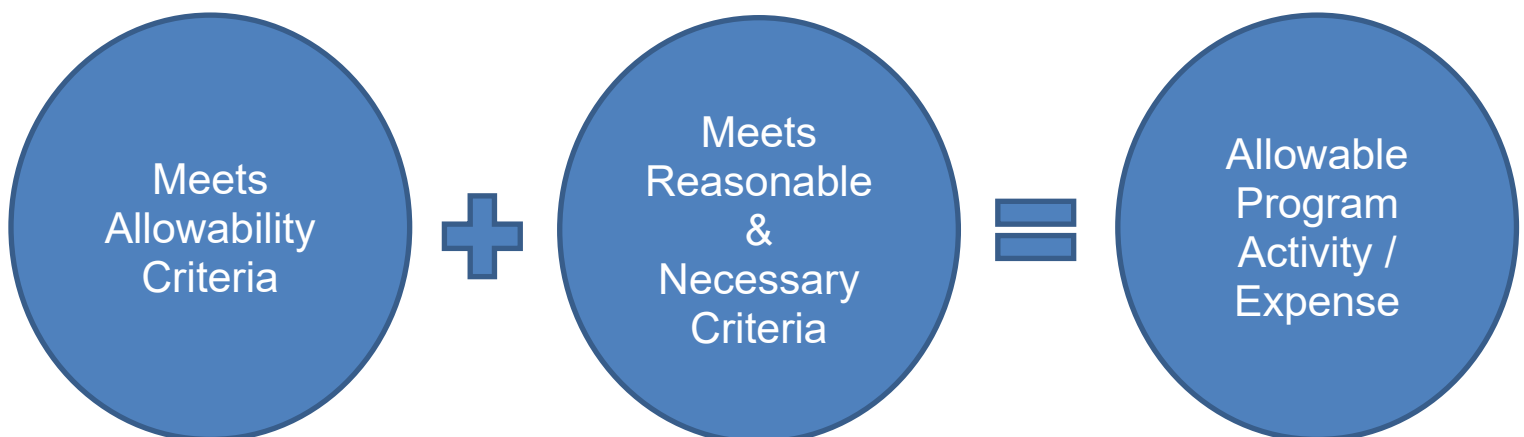 Meets
Allowability
Criteria
Meets
Reasonable
&
Necessary
Criteria
Allowable
Program
Activity /
Expense